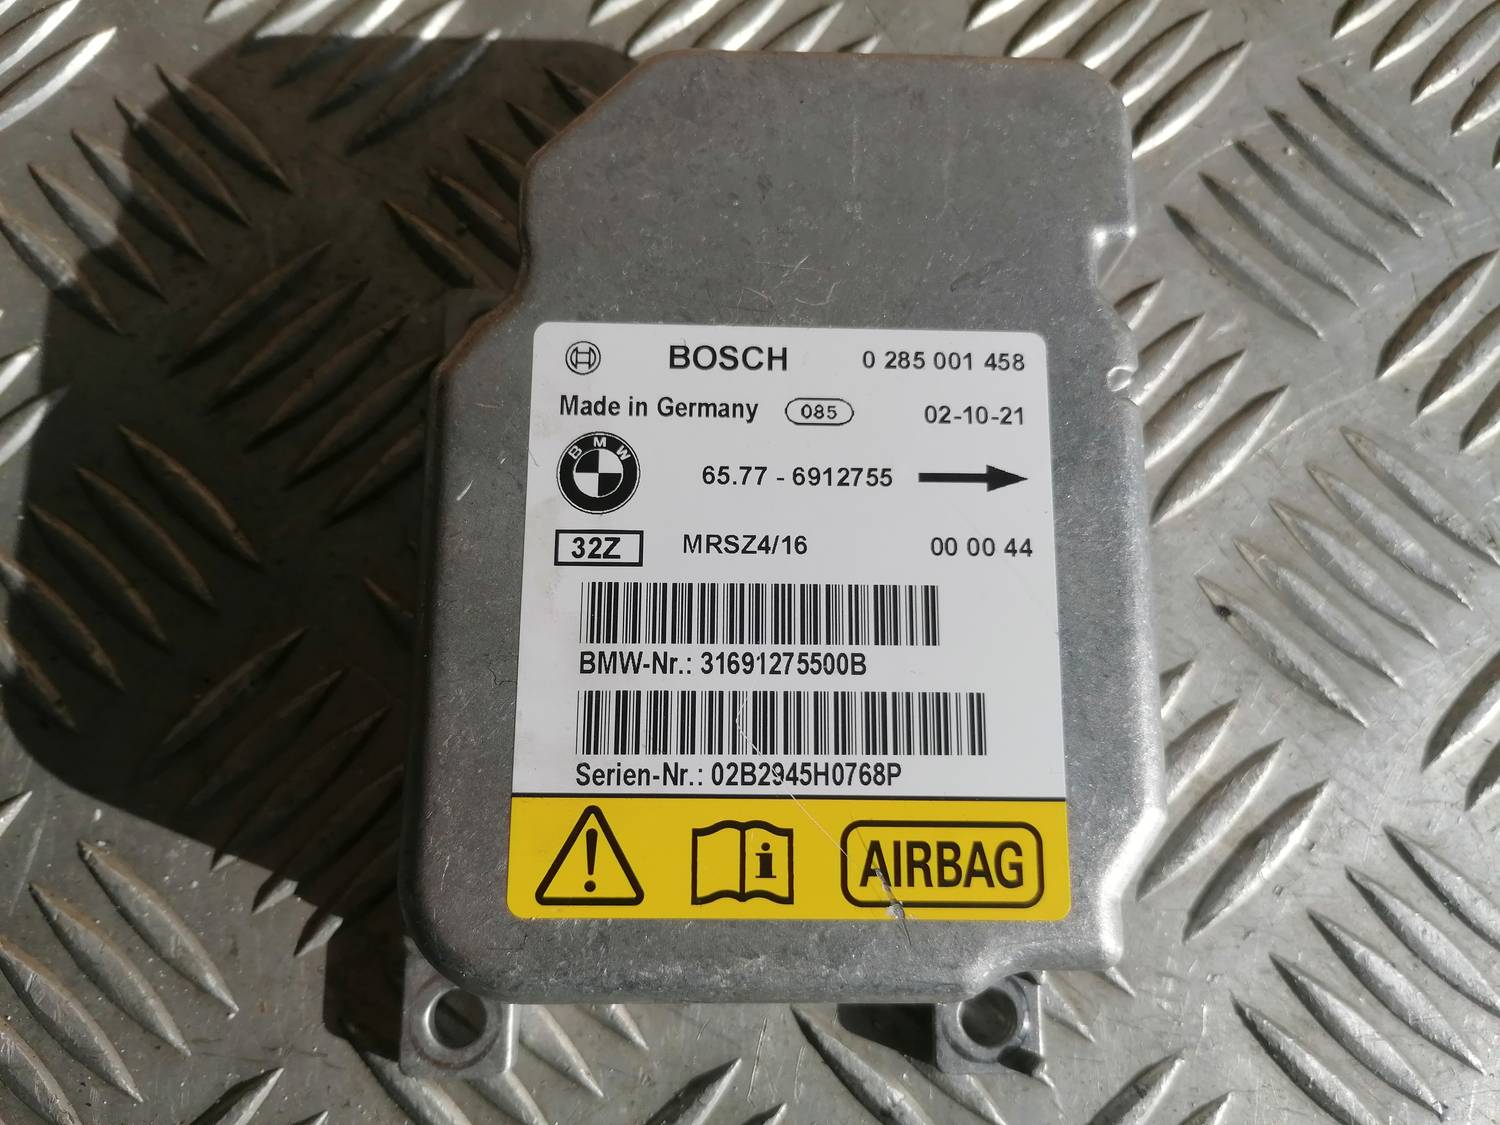 BOSCH 0 285 001 458
Made in Germany 085 02-10-21
BMW
65.77 - 6912755
32Z MRSZ4/16 00 00 44
BMW-Nr.: 31691275500B
Serien-Nr.: 02B2945H0768P
! i AIRBAG